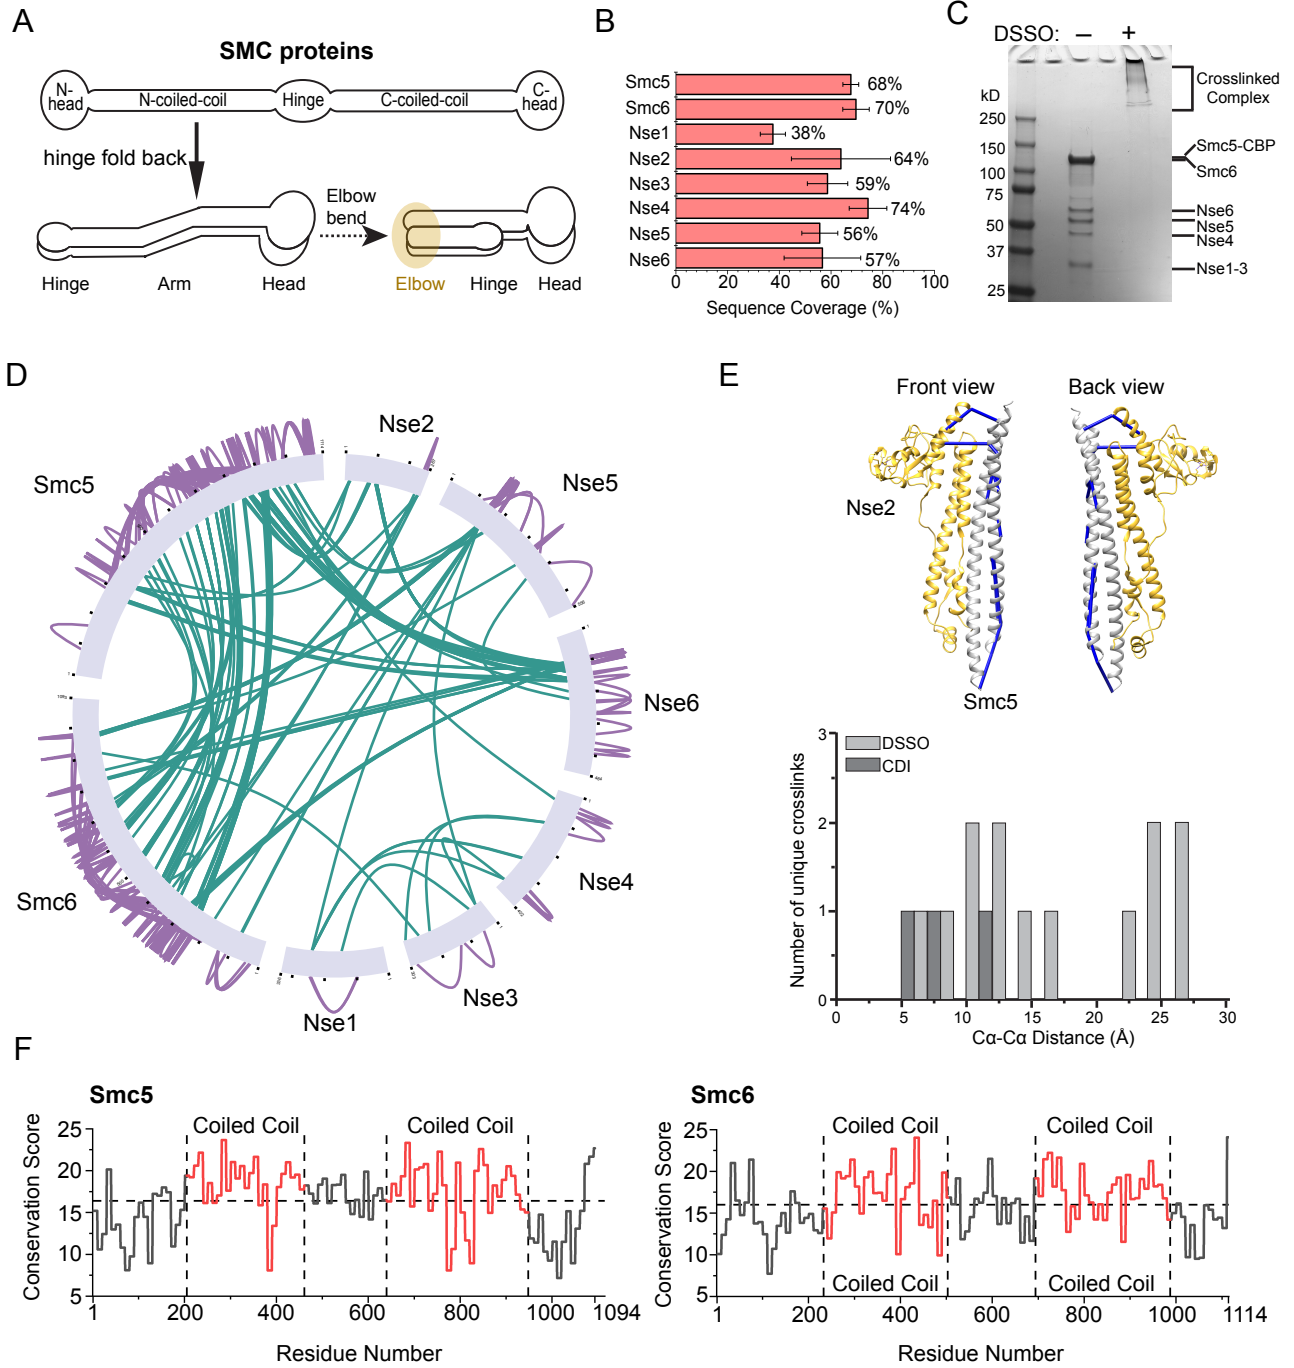 A
SMC proteins
N-
head
N-coiled-coil
Hinge
C-coiled-coil
C-
head
hinge fold back
Elbow
bend
Hinge
Arm
Head
Elbow
Hinge
Head
B
Smc5
68%
Smc6
70%
Nse1
38%
Nse2
64%
Nse3
59%
Nse4
74%
Nse5
56%
Nse6
57%
0
20
40
60
80
100
Sequence Coverage (%)
C
DSSO:
−
+
kD
250
150
100
75
50
37
25
Crosslinked
Complex
Smc5-CBP
Smc6
Nse6
Nse5
Nse4
Nse1-3
D
Smc5
Nse2
Nse5
Nse6
Nse4
Nse3
Nse1
Smc6
E
Front view
Back view
Nse2
Smc5
Number of unique crosslinks
3
2
1
0
DSSO
CDI
0
5
10
15
20
25
30
Cα-Cα Distance (Å)
F
Smc5
Conservation Score
25
20
15
10
5
Coiled Coil
Coiled Coil
1
200
400
600
800
1000
1094
Residue Number
Smc6
Conservation Score
25
20
15
10
5
Coiled Coil
Coiled Coil
Coiled Coil
Coiled Coil
1
200
400
600
800
1000
1114
Residue Number